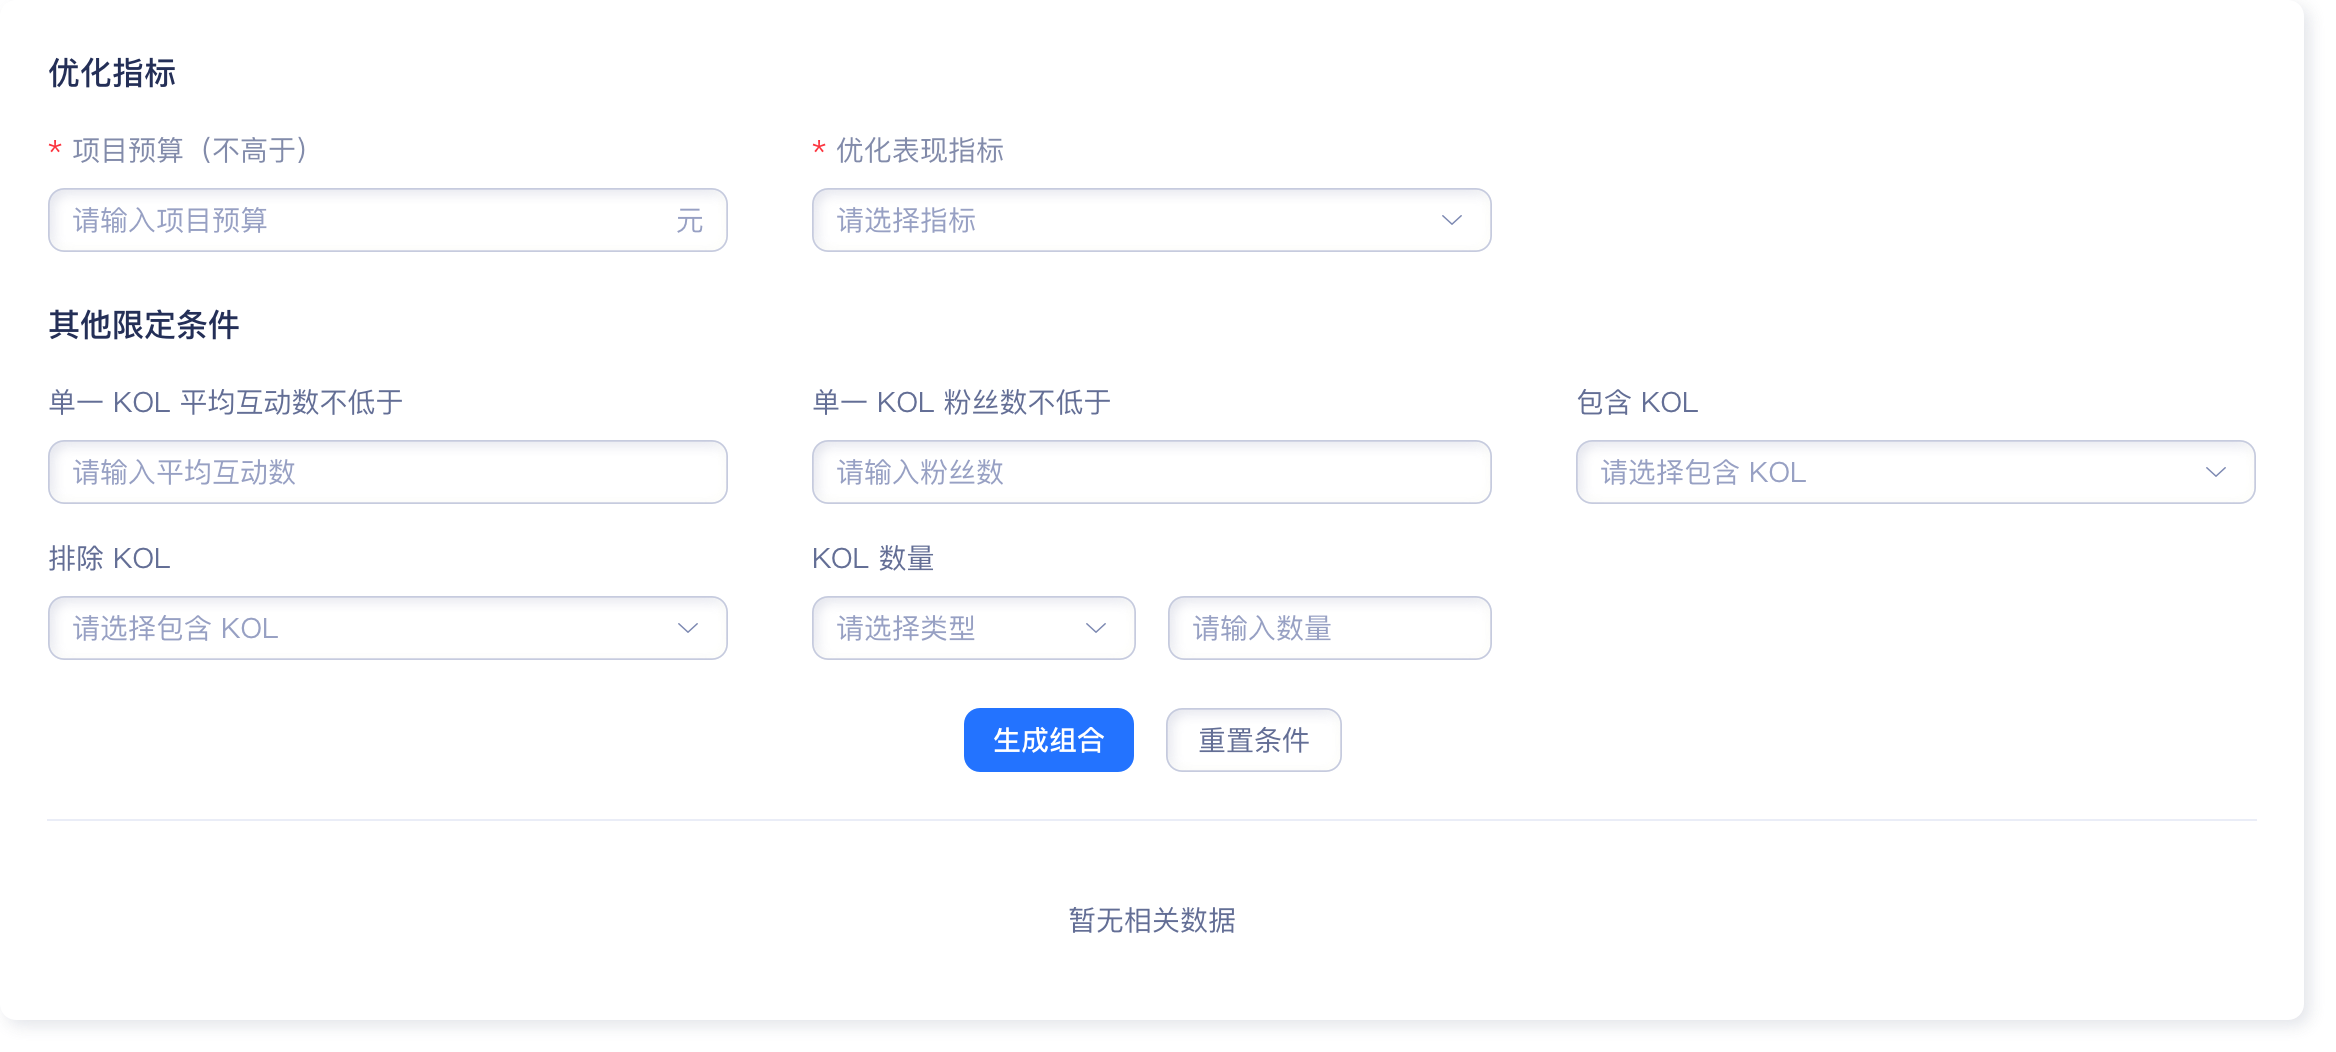 优化指标
* 项目预算（不高于） * 优化表现指标
请输入项目预算 元 请选择指标
其他限定条件
单一 KOL 平均互动数不低于 单一 KOL 粉丝数不低于 包含 KOL
请输入平均互动数 请输入粉丝数 请选择包含 KOL
排除 KOL KOL 数量
请选择包含 KOL 请选择类型 请输入数量
生成组合 重置条件
暂无相关数据